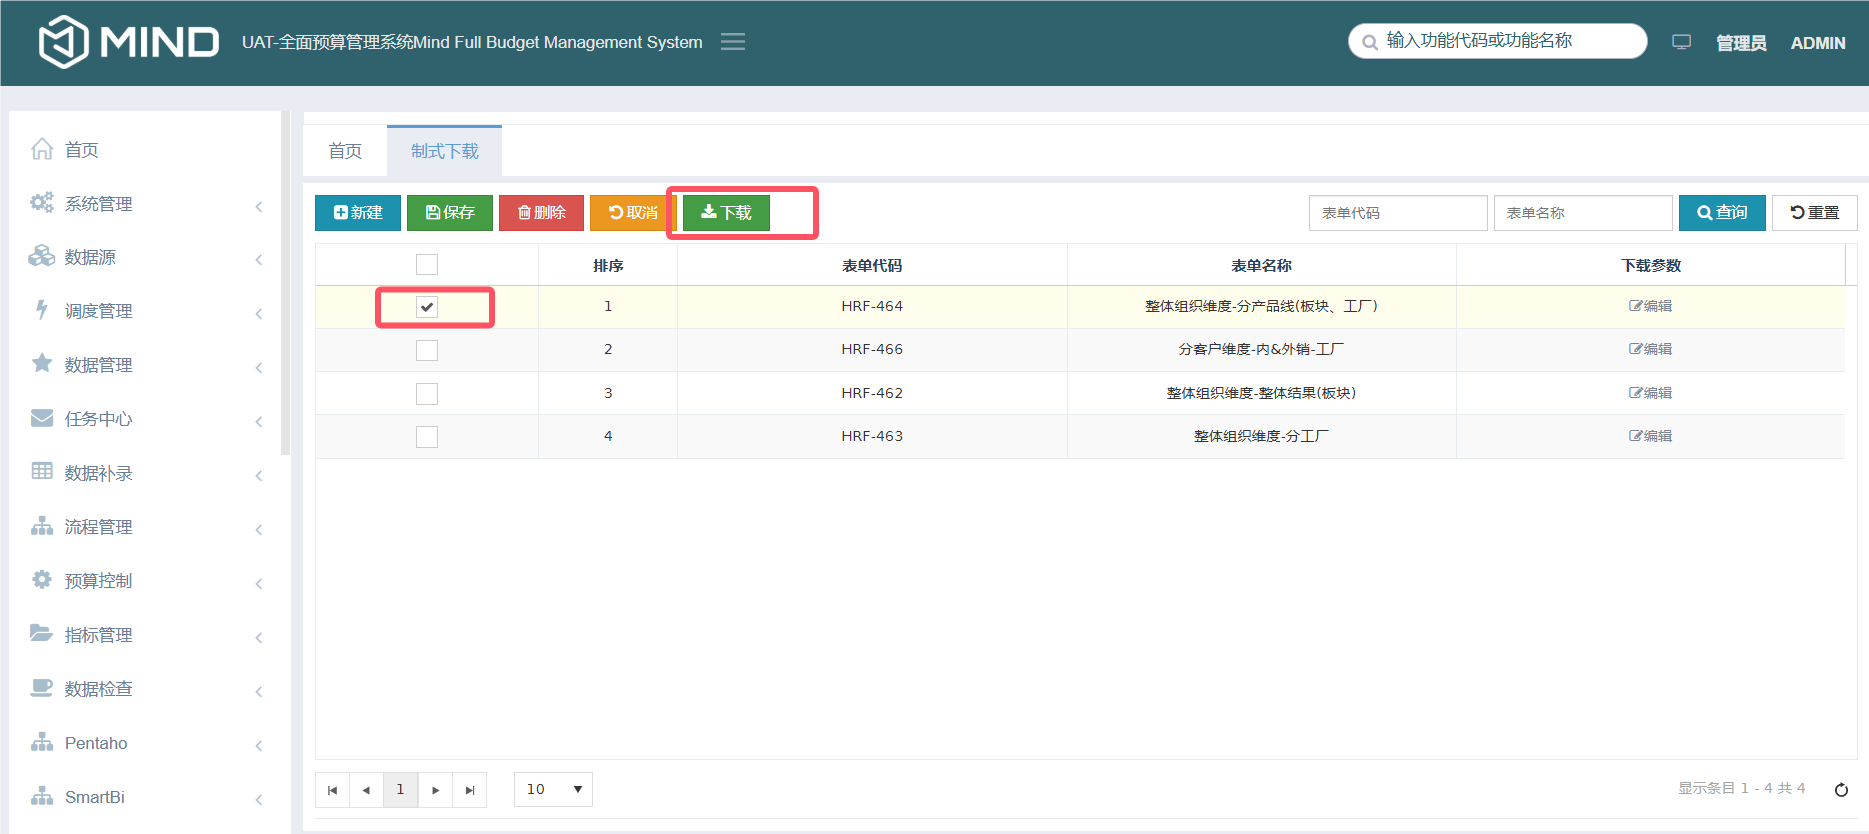 MIND
UAT-全面预算管理系统Mind Full Budget Management System
输入功能代码或功能名称
管理员
ADMIN
首页
系统管理
数据源
调度管理
数据管理
任务中心
数据补录
流程管理
预算控制
指标管理
数据检查
Pentaho
SmartBi
首页
制式下载
新建
保存
删除
取消
下载
表单代码
表单名称
查询
重置
排序 表单代码 表单名称 下载参数
1 HRF-464 整体组织维度-分产品线(板块、工厂) 编辑
2 HRF-466 分客户维度-内&外销-工厂 编辑
3 HRF-462 整体组织维度-整体结果(板块) 编辑
4 HRF-463 整体组织维度-分工厂 编辑
1
10
显示条目 1 - 4 共 4